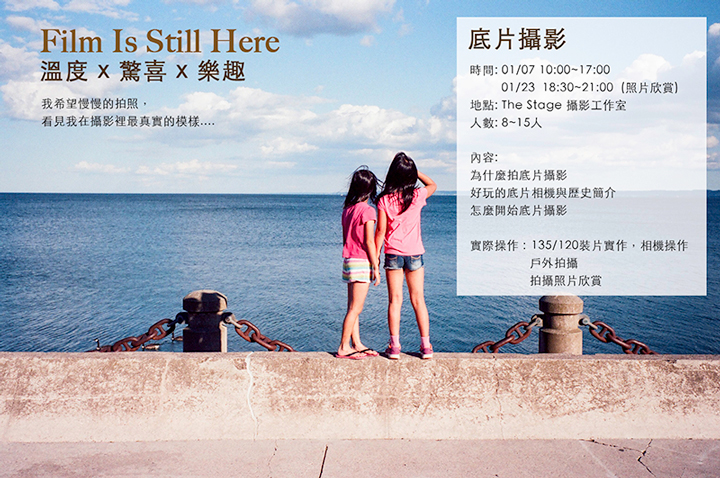 Film Is Still Here
溫度 x 驚喜 x 樂趣
我希望慢慢的拍照，
看見我在攝影裡最真實的模樣....
底片攝影
時間: 01/07 10:00~17:00
01/23 18:30~21:00 (照片欣賞)
地點: The Stage 攝影工作室
人數: 8~15人
內容:
為什麼拍底片攝影
好玩的底片相機與歷史簡介
怎麼開始底片攝影
實際操作： 135/120裝片實作，相機操作
戶外拍攝
拍攝照片欣賞